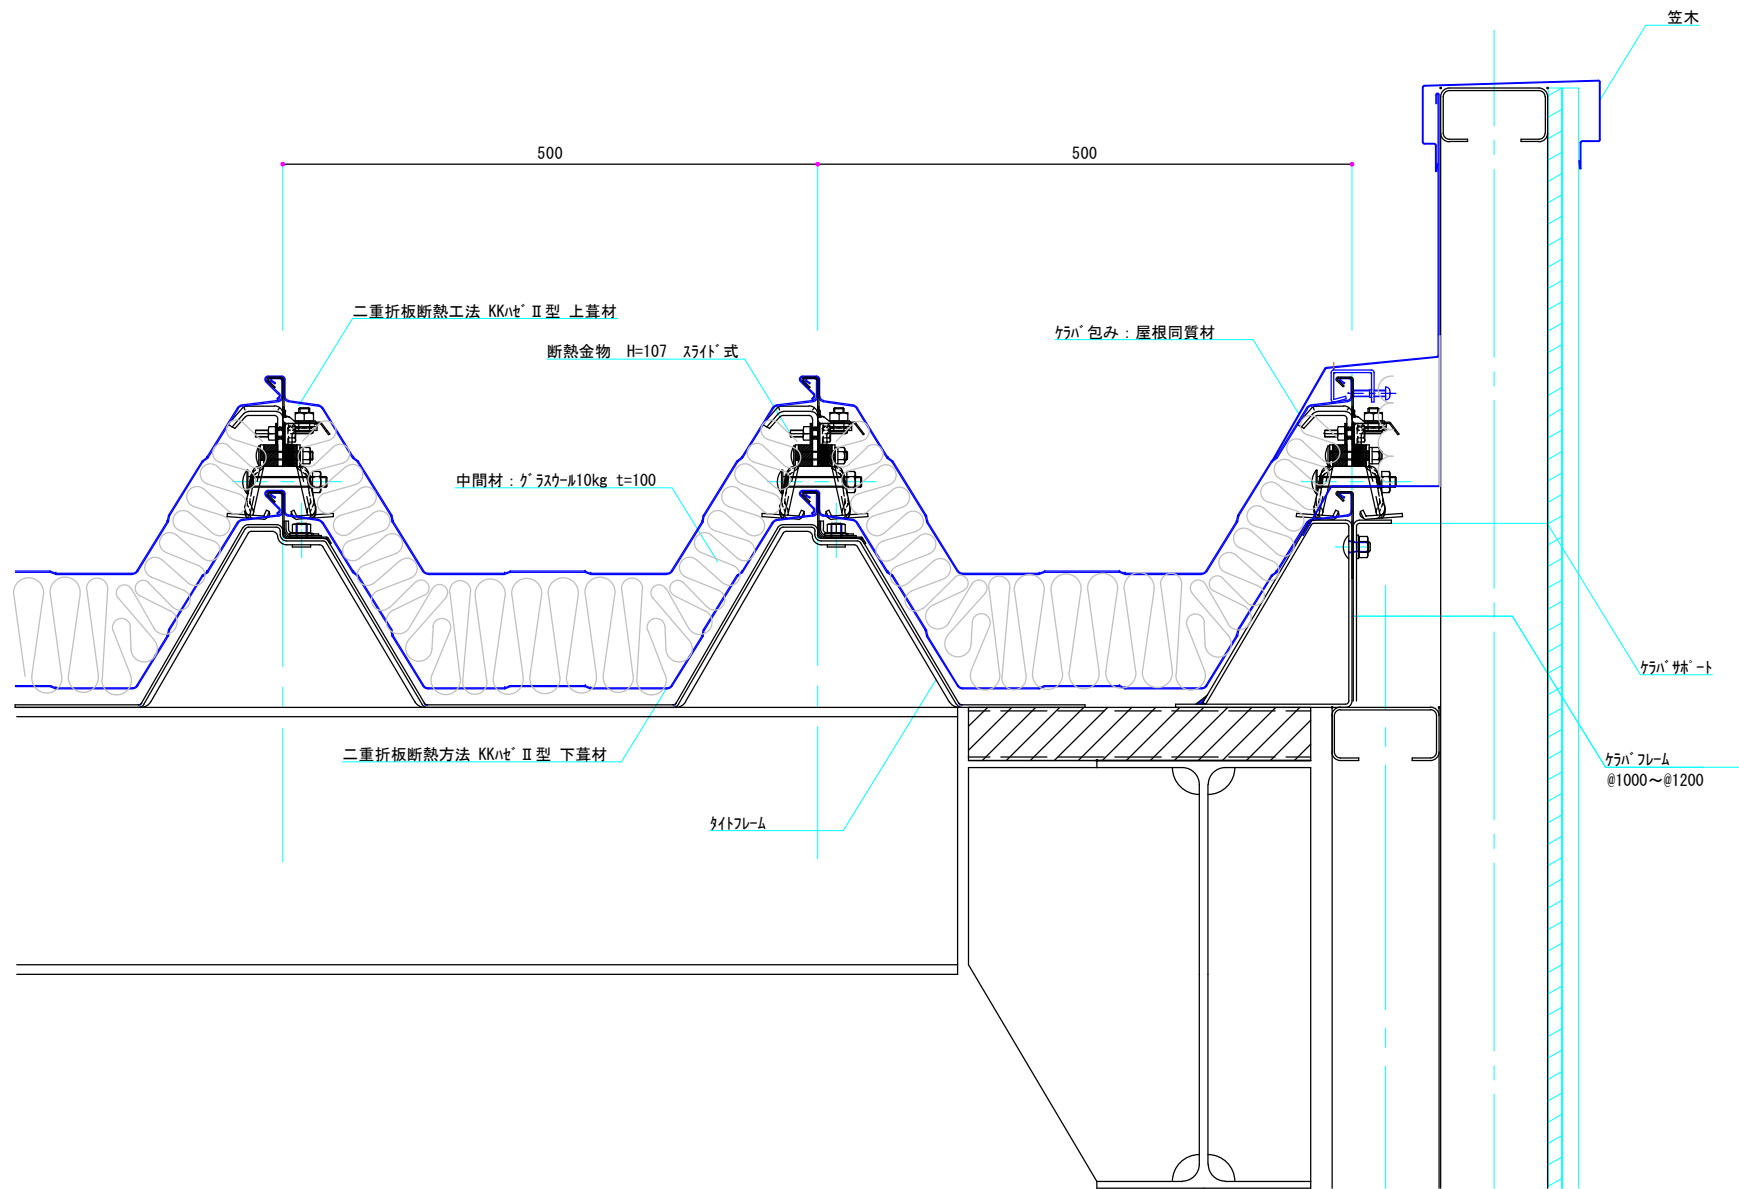 笠木
500
500
二重折板断熱工法 KKﾊｾﾞⅡ型 上葺材
ｹﾗﾊﾞ包み：屋根同質材
断熱金物 H=107 ｽﾗｲﾄﾞ式
中間材：ｸﾞﾗｽｳｰﾙ10kg t=100
ｹﾗﾊﾞｻﾎﾟｰﾄ
二重折板断熱方法 KKﾊｾﾞⅡ型 下葺材
ｹﾗﾊﾞﾌﾚｰﾑ
@1000～@1200
ﾀｲﾄﾌﾚｰﾑ